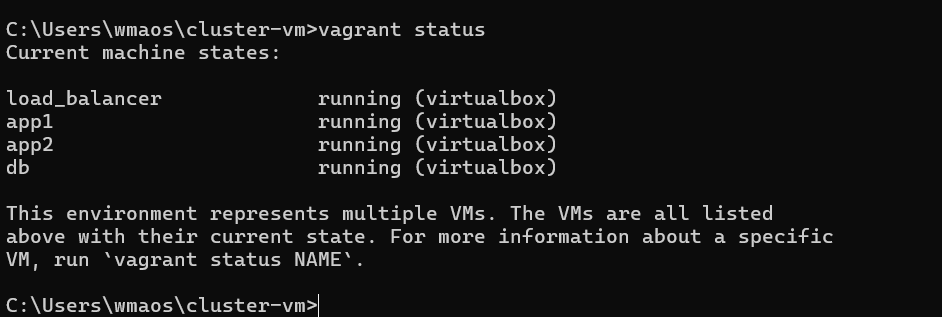 C:\Users\wmaos\cluster-vm>vagrant status
Current machine states:
load_balancer             running (virtualbox)
app1                      running (virtualbox)
app2                      running (virtualbox)
db                        running (virtualbox)
This environment represents multiple VMs. The VMs are all listed
above with their current state. For more information about a specific
VM, run `vagrant status NAME`.
C:\Users\wmaos\cluster-vm>